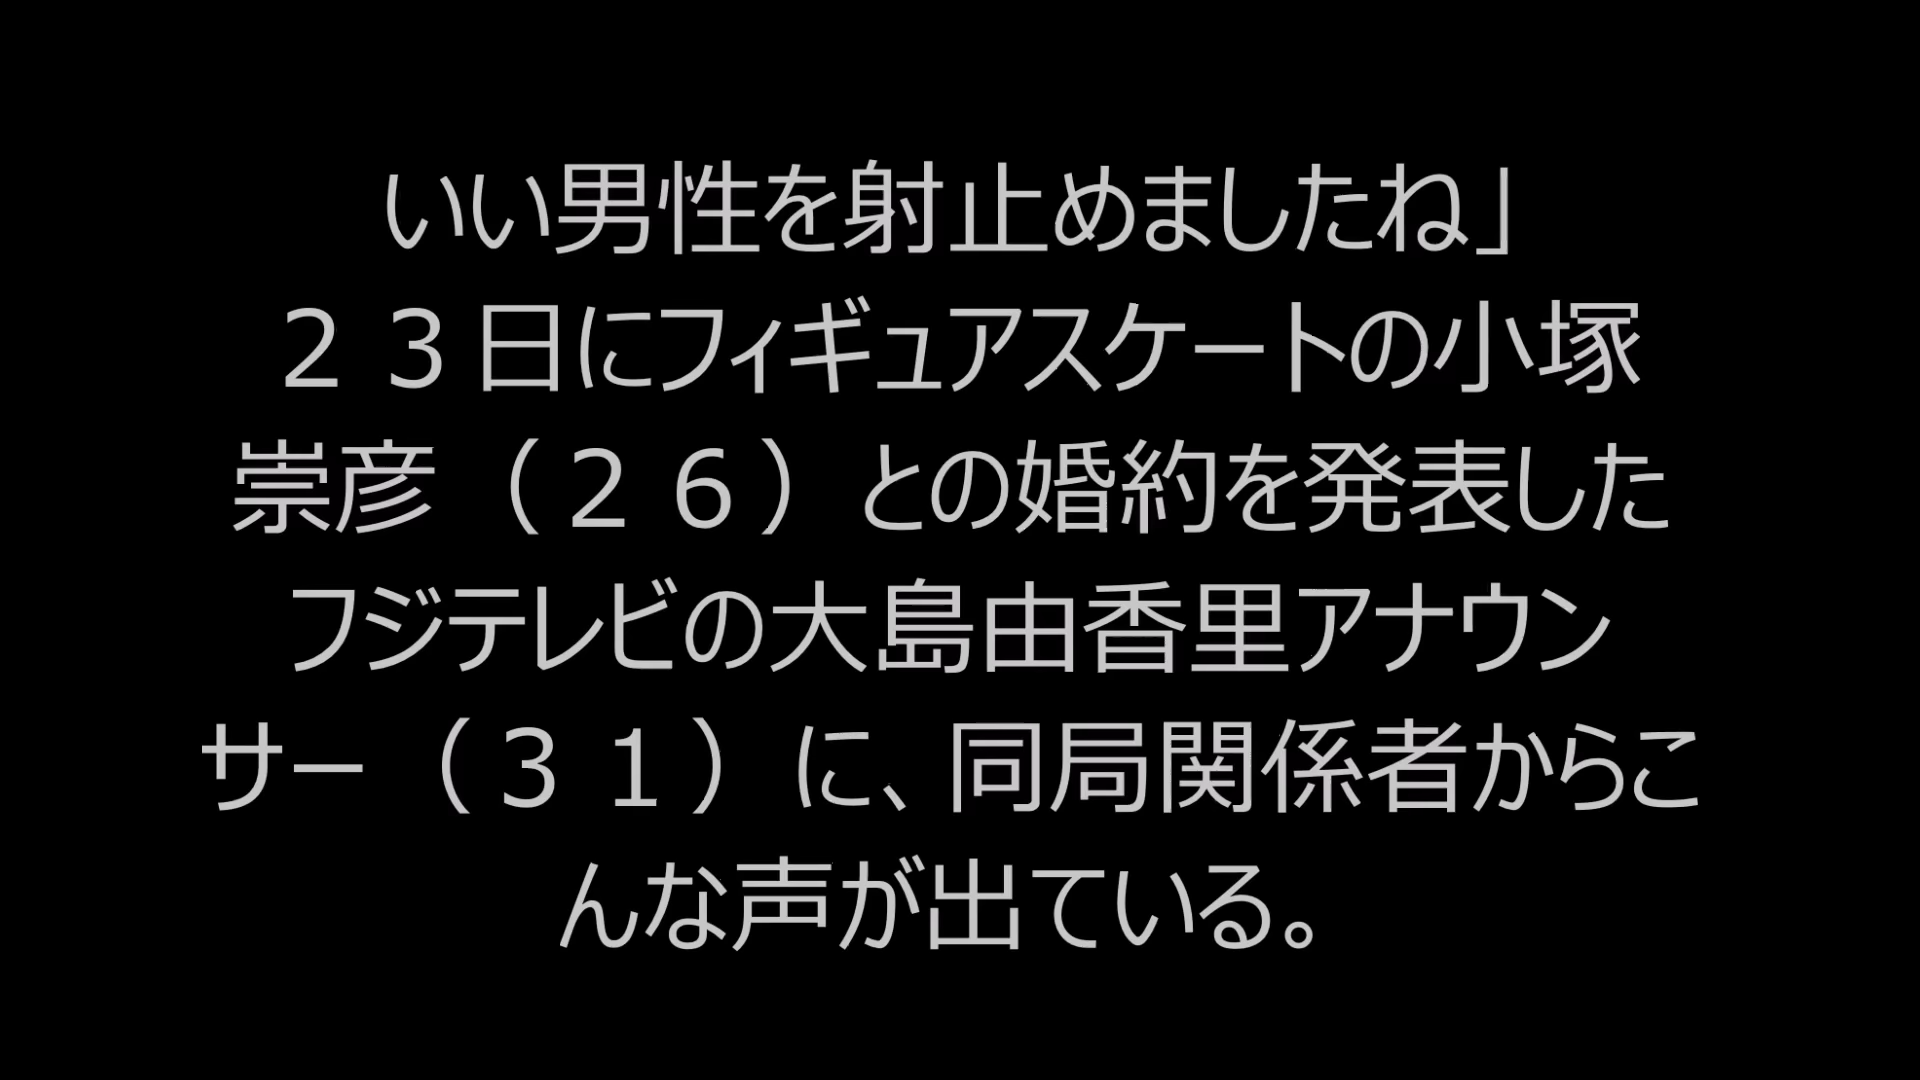 いい男性を射止めましたね」
２３日にフィギュアスケートの小塚
崇彦（２６）との婚約を発表した
フジテレビの大島由香里アナウン
サー（３１）に、同局関係者からこ
んな声が出ている。